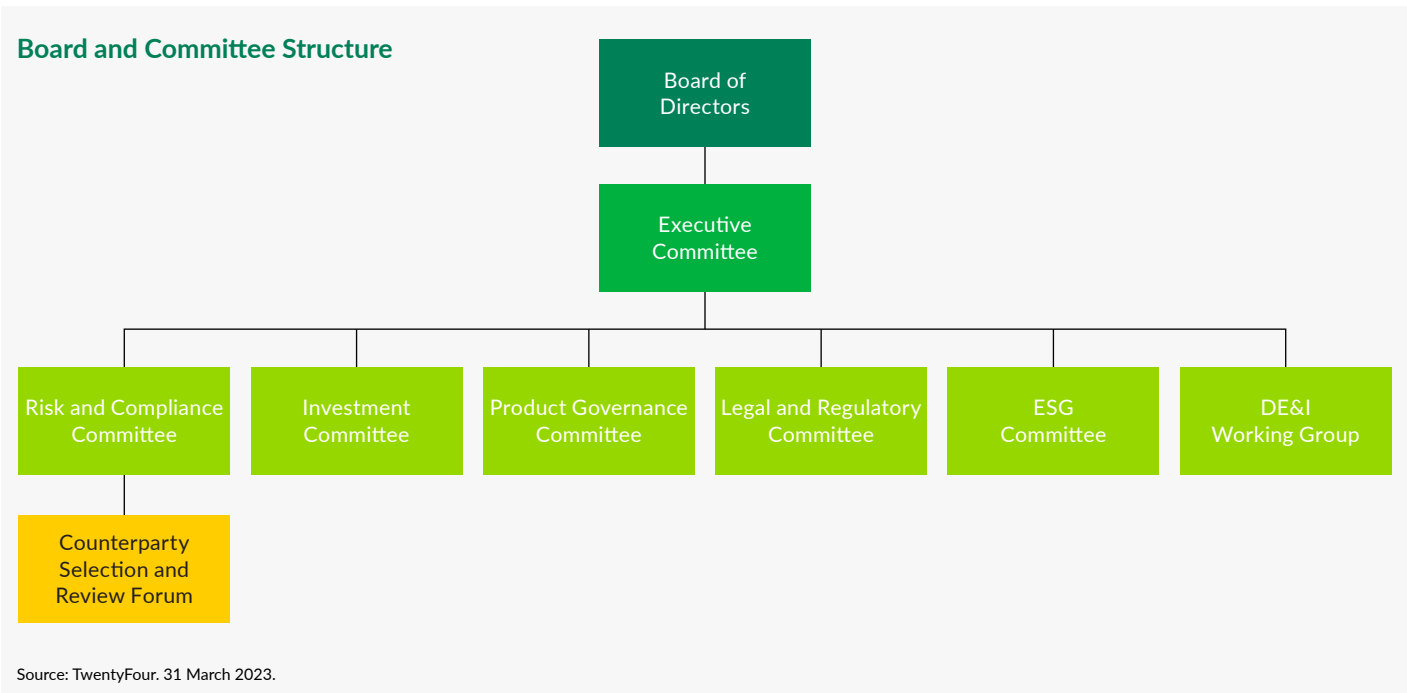 Board and Committee Structure
Board of
Directors
Executive
Committee
Risk and Compliance
Committee
Investment
Committee
Product Governance
Committee
Legal and Regulatory
Committee
ESG
Committee
DE&I
Working Group
Counterparty
Selection and
Review Forum
Source: TwentyFour. 31 March 2023.